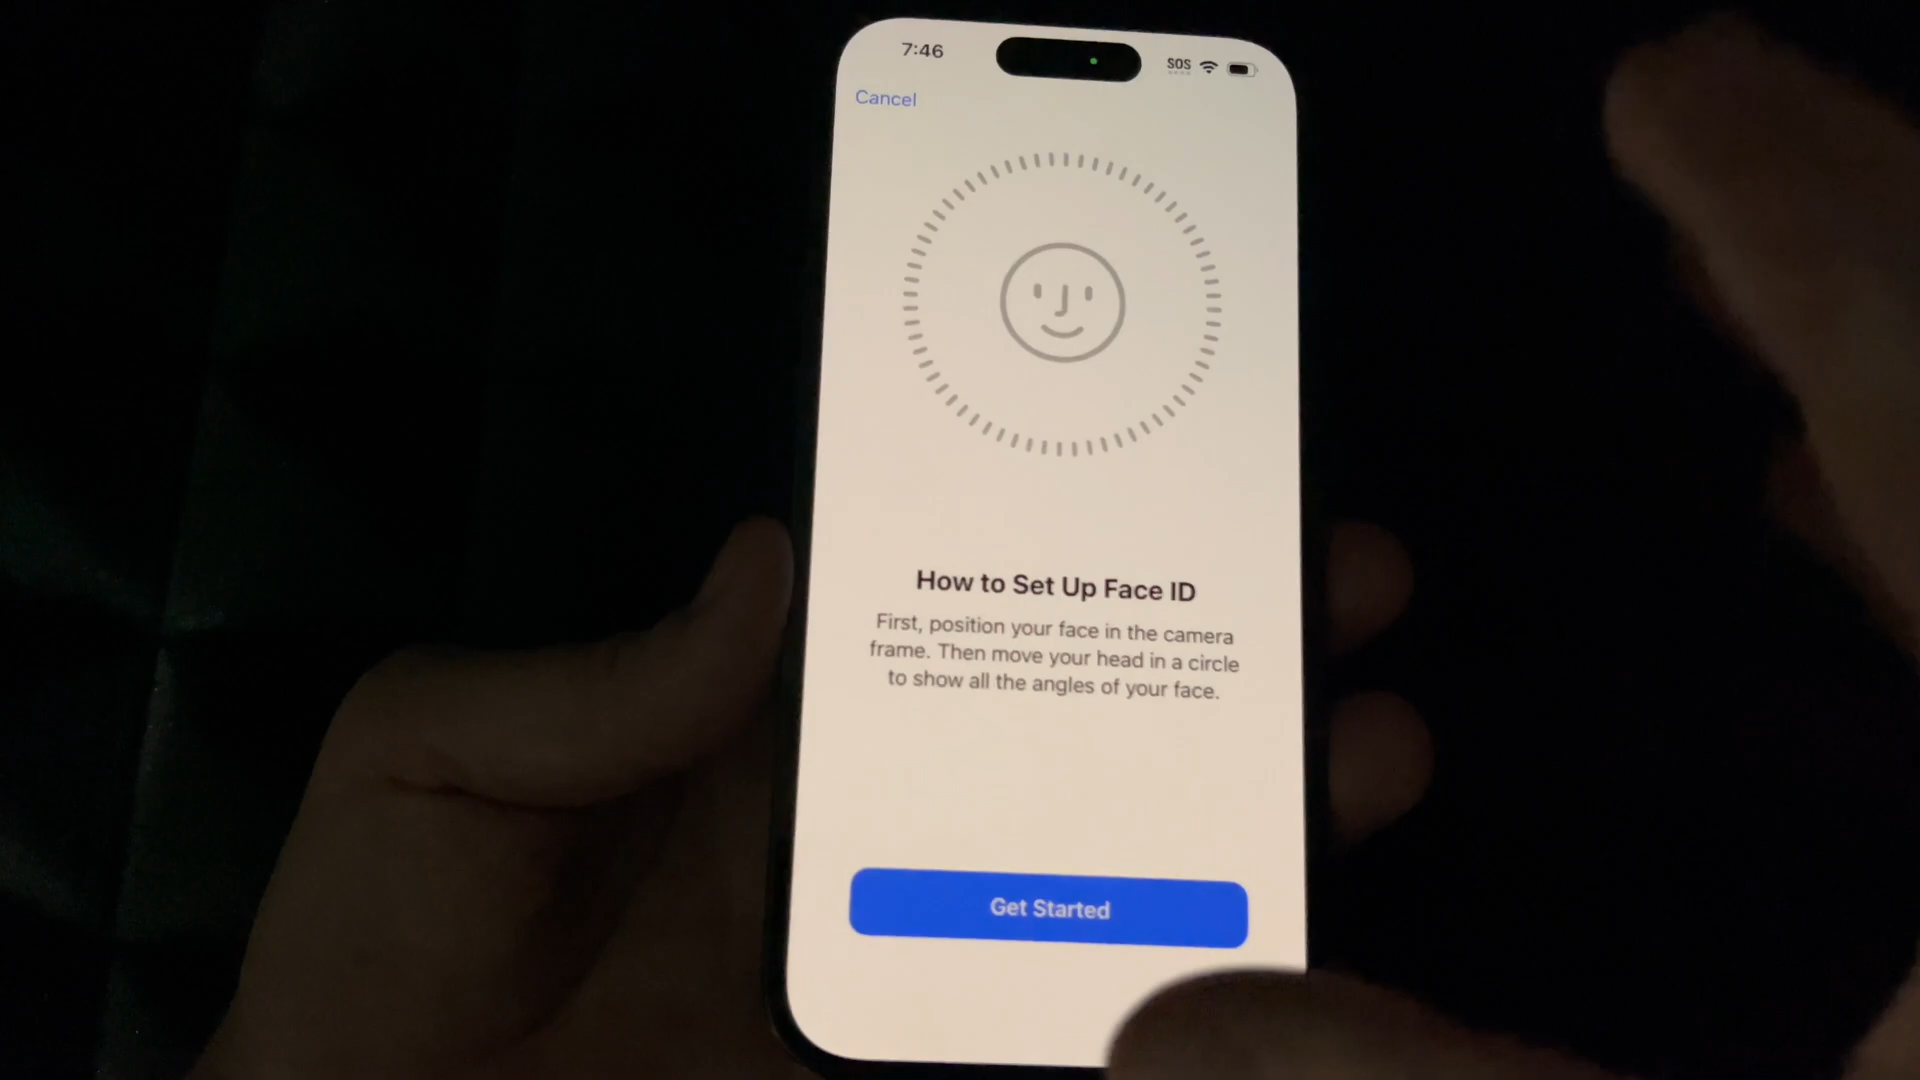 7:46
SOS
Cancel
How to Set Up Face ID
First, position your face in the camera
frame. Then move your head in a circle
to show all the angles of your face.
Get Started